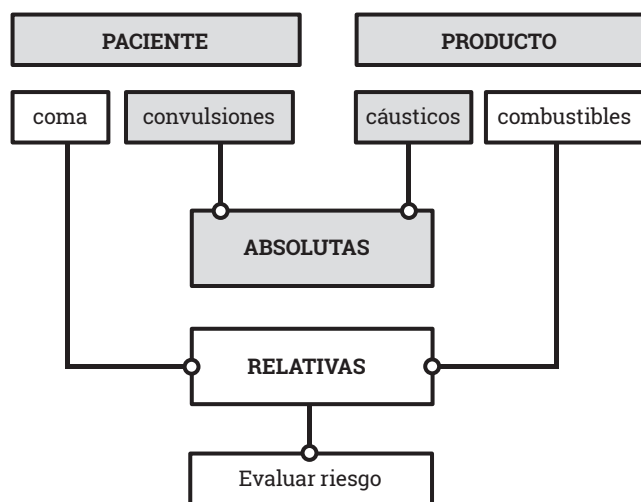 PACIENTE
PRODUCTO
coma
convulsiones
cáusticos
combustibles
ABSOLUTAS
RELATIVAS
Evaluar riesgo